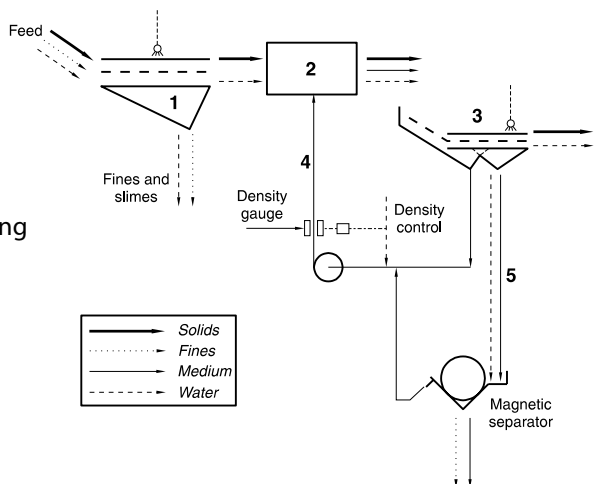 Feed
1
2
3
4
Fines and
slimes
ng
Density
gauge
Density
control
5
Solids
Fines
Medium
Water
Magnetic
separator